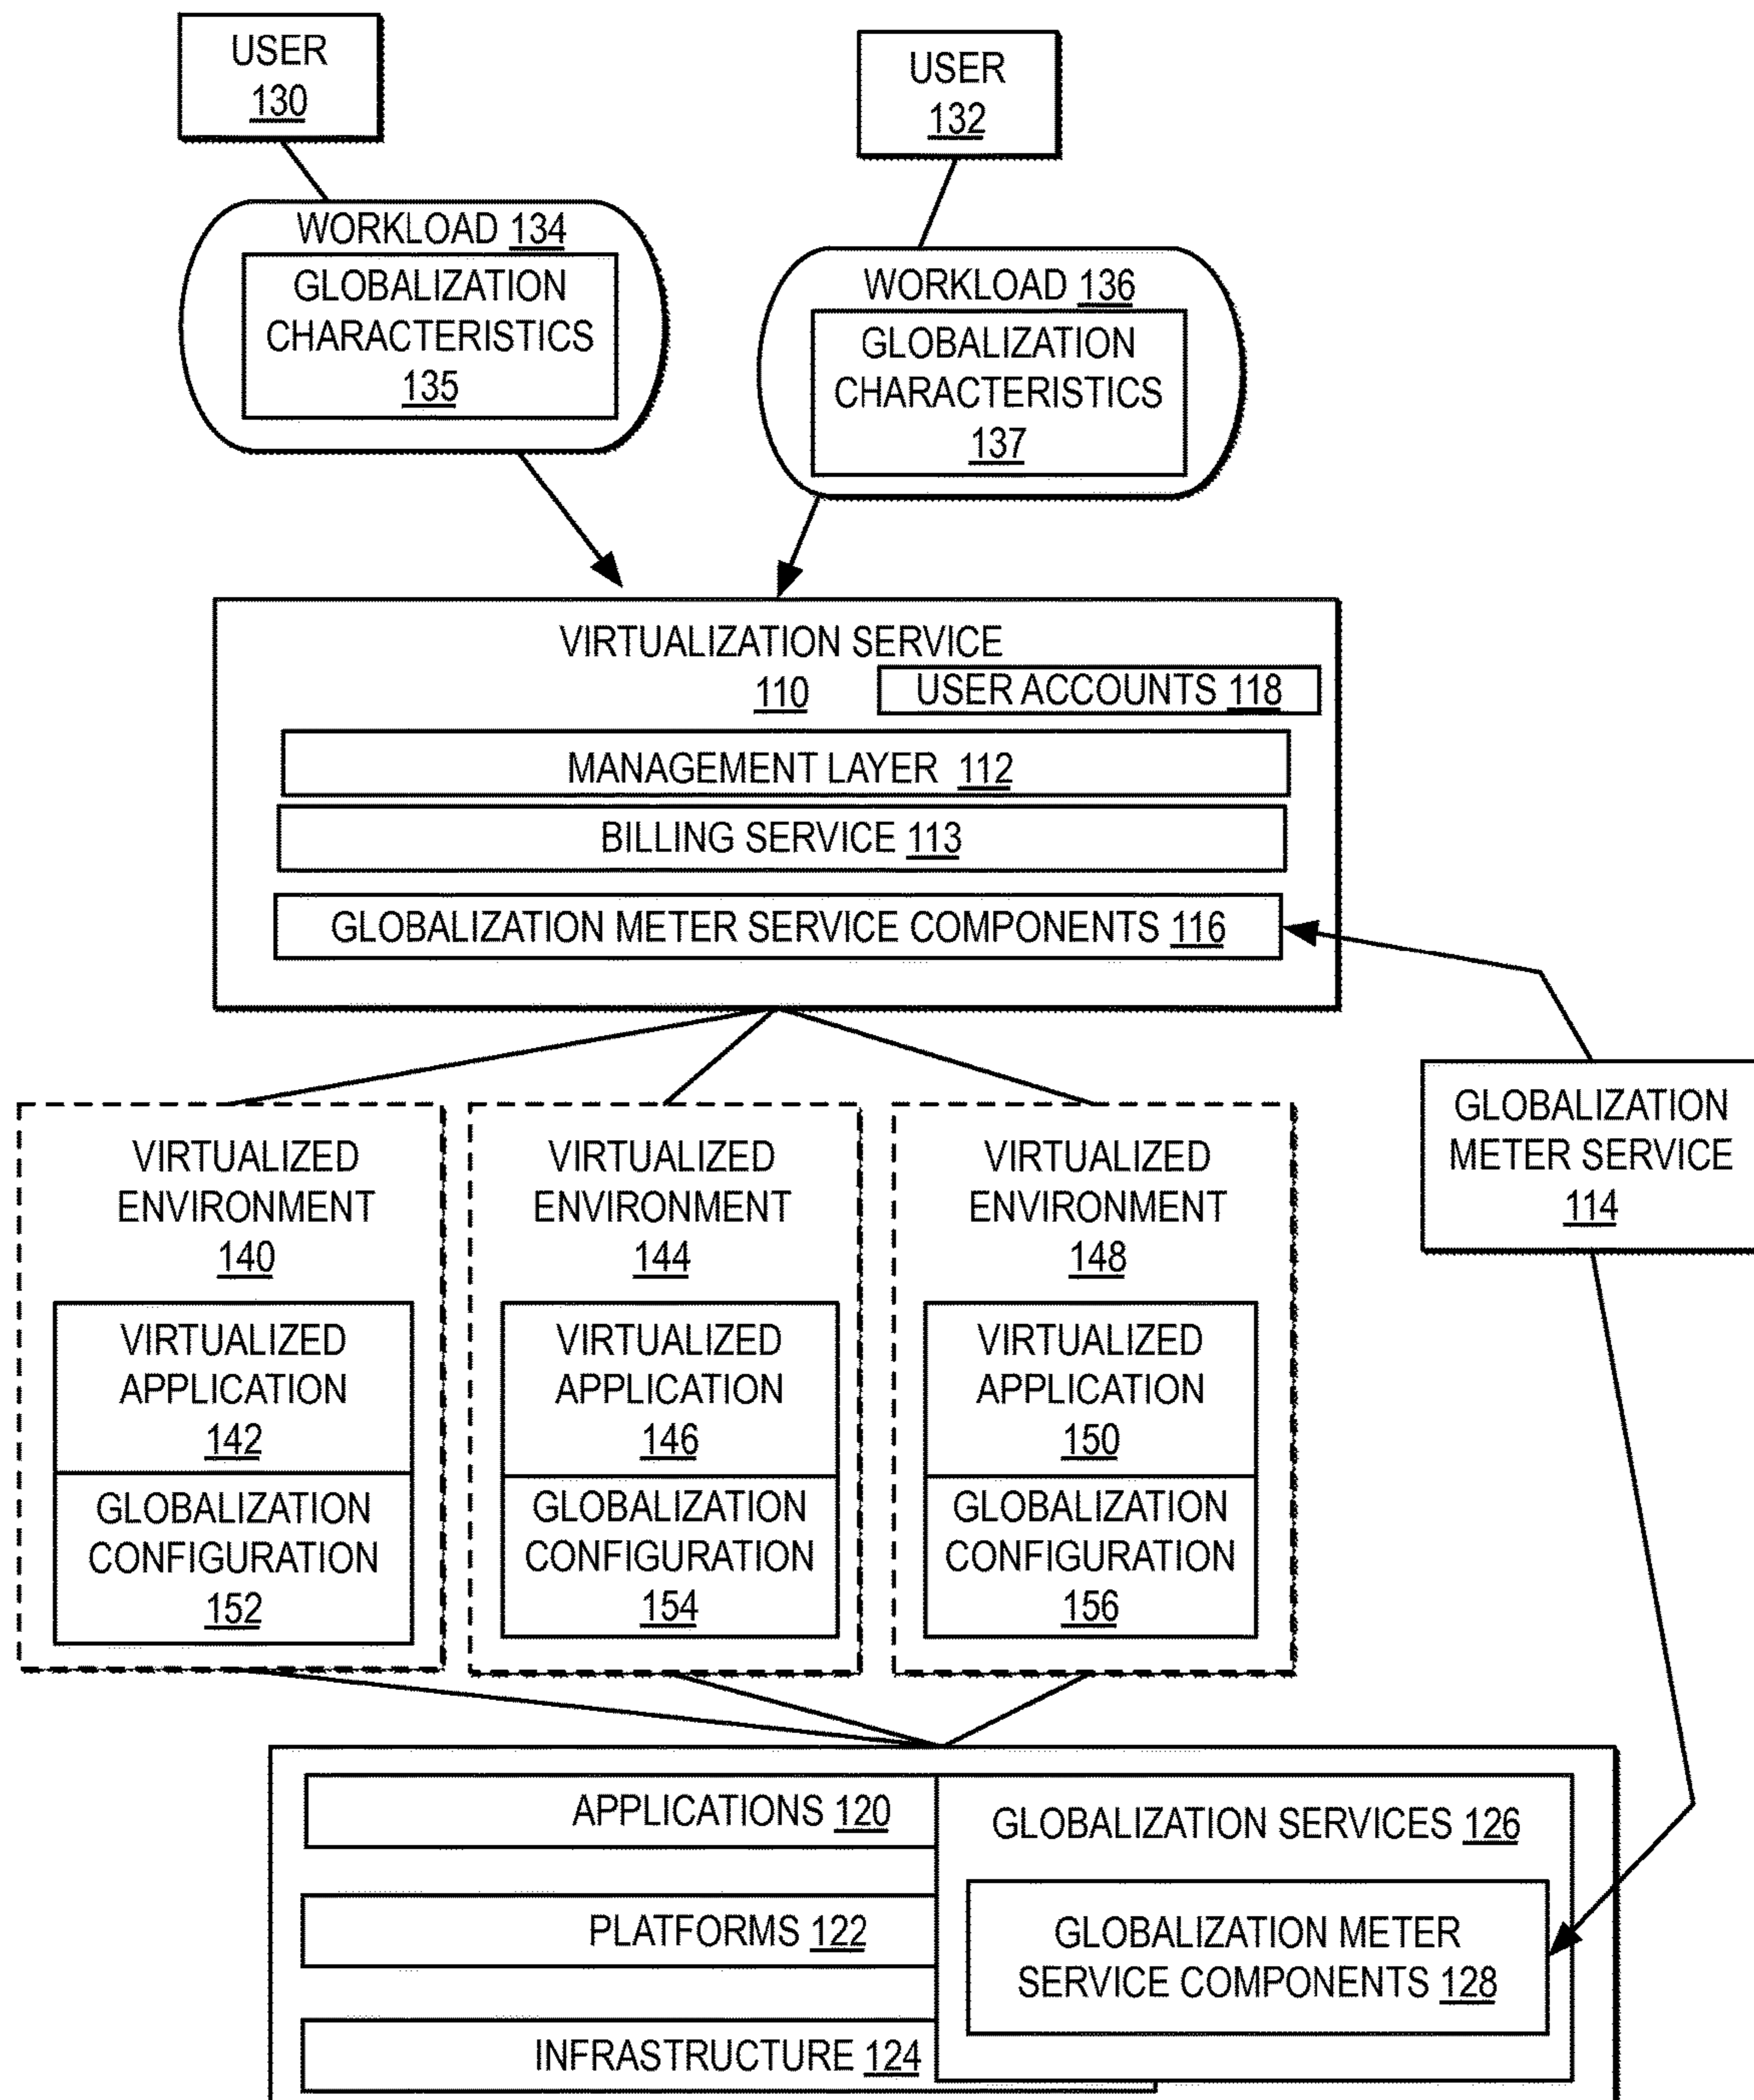 USER
130
USER
132
WORKLOAD 134
GLOBALIZATION
CHARACTERISTICS
135
WORKLOAD 136
GLOBALIZATION
CHARACTERISTICS
137
VIRTUALIZATION SERVICE
110
USER ACCOUNTS 118
MANAGEMENT LAYER 112
BILLING SERVICE 113
GLOBALIZATION METER SERVICE COMPONENTS 116
GLOBALIZATION
METER SERVICE
114
VIRTUALIZED
ENVIRONMENT
140
VIRTUALIZED
APPLICATION
142
GLOBALIZATION
CONFIGURATION
152
VIRTUALIZED
ENVIRONMENT
144
VIRTUALIZED
APPLICATION
146
GLOBALIZATION
CONFIGURATION
154
VIRTUALIZED
ENVIRONMENT
148
VIRTUALIZED
APPLICATION
150
GLOBALIZATION
CONFIGURATION
156
APPLICATIONS 120
PLATFORMS 122
INFRASTRUCTURE 124
GLOBALIZATION SERVICES 126
GLOBALIZATION METER
SERVICE COMPONENTS 128